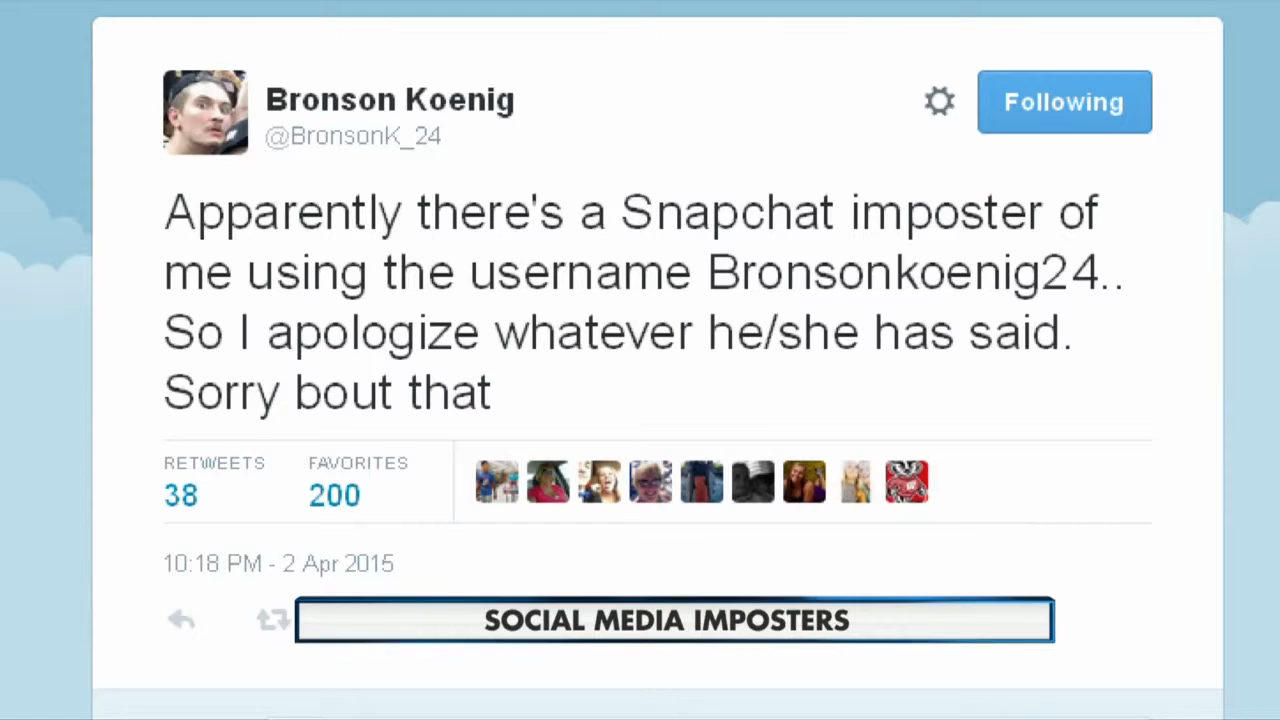 Bronson Koenig
@BronsonK_24
Following
Apparently there's a Snapchat imposter of
me using the username Bronsonkoenig24..
So I apologize whatever he/she has said.
Sorry bout that
RETWEETS FAVORITES
38 200
10:18 PM - 2 Apr 2015
SOCIAL MEDIA IMPOSTERS